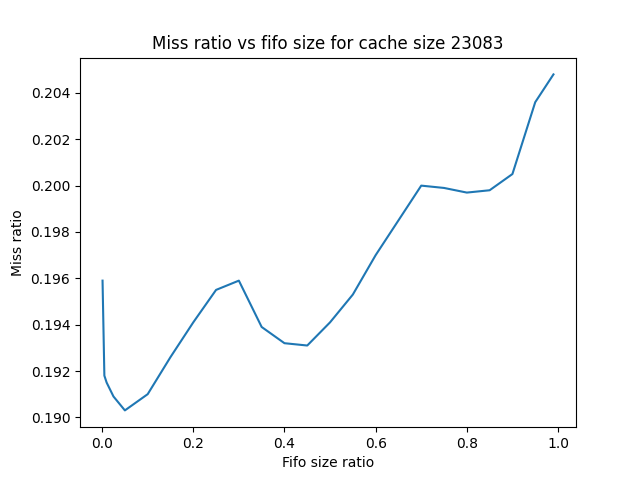 Miss ratio vs fifo size for cache size 23083
0.204
0.202
0.200
0.198
0.196
0.194
0.192
0.190
Miss ratio
0.0 0.2 0.4 0.6 0.8 1.0
Fifo size ratio